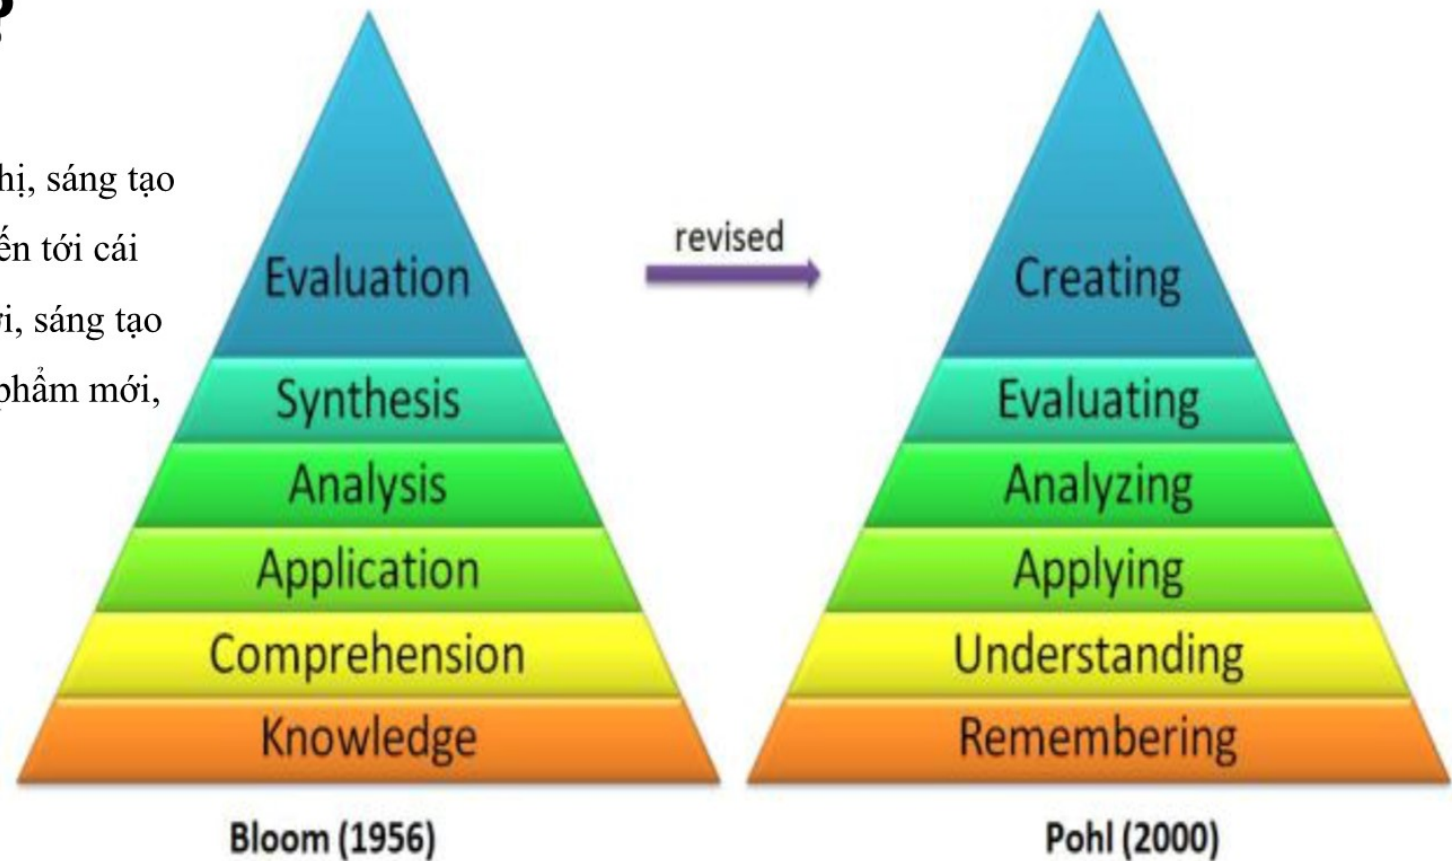 ?
hị, sáng tạo
ến tới cái
i, sáng tạo
phẩm mới,
Evaluation
Synthesis
Analysis
Application
Comprehension
Knowledge
Bloom (1956)
revised
Creating
Evaluating
Analyzing
Applying
Understanding
Remembering
Pohl (2000)